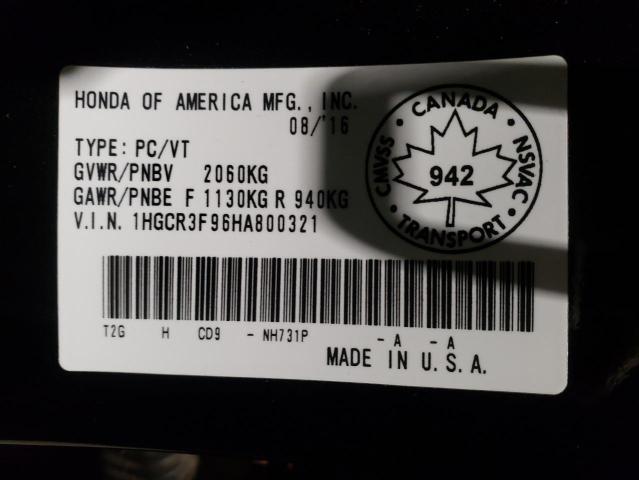 HONDA OF AMERICA MFG., INC.
08/'16
TYPE: PC/VT
GVWR/PNBV 2060KG
GAWR/PNBE F 1130KG R 940KG
V.I.N. 1HGCR3F96HA800321
CANADA
CMVSS · NSVAC
942
TRANSPORT
T2G H CD9 - NH731P - A - A
MADE IN U.S.A.